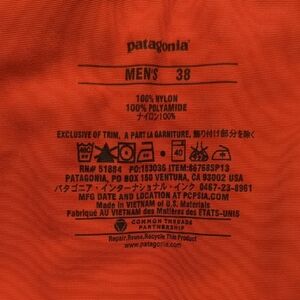 patagonia®
MEN'S 38
100% NYLON
100% POLYAMIDE
ナイロン100%
EXCLUSIVE OF TRIM, À PART LA GARNITURE, 飾り付け部分を除く
40
RN# 51884 PO:153036 ITEM:66768SP13
PATAGONIA, PO BOX 150 VENTURA, CA. 93002 USA
パタゴニア・インターナショナル・インク 0467-23-8961
MFG DATE AND LOCATION AT PCPSIA.COM
Made in VIETNAM of U.S. Materials
Fabriqué AU VIETNAM des Matières des ÉTATS-UNIS
COMMON THREADS
PARTNERSHIP
Repair, Reuse, Recycle This Product
www.patagonia.com